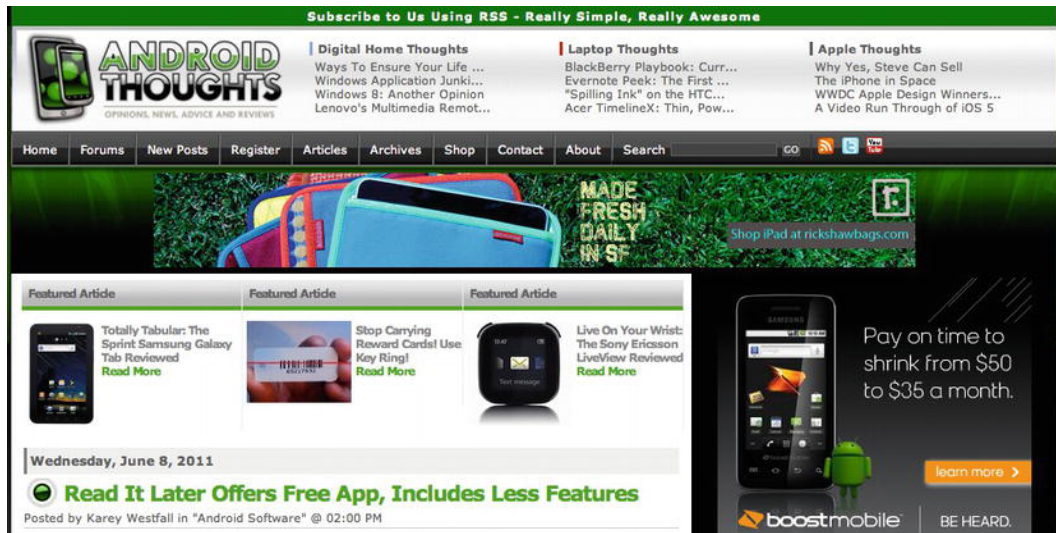 Subscribe to Us Using RSS - Really Simple, Really Awesome
ANDROID
THOUGHTS
OPINIONS, NEWS, ADVICE AND REVIEWS
Digital Home Thoughts
Ways To Ensure Your Life ...
Windows Application Junki...
Windows 8: Another Opinion
Lenovo's Multimedia Remot...
Laptop Thoughts
BlackBerry Playbook: Curr...
Evernote Peek: The First ...
"Spilling Ink" on the HTC...
Acer TimelineX: Thin, Pow...
Apple Thoughts
Why Yes, Steve Can Sell
The iPhone in Space
WWDC Apple Design Winners...
A Video Run Through of iOS 5
Home Forums New Posts Register Articles Archives Shop Contact About Search GO You Tube
MADE
FRESH
DAILY
IN SF
r.
Shop iPad at rickshawbags.com
Featured Article
Totally Tabular: The
Sprint Samsung Galaxy
Tab Reviewed
Read More
Featured Article
Stop Carrying
Reward Cards! Use
Key Ring!
Read More
Featured Article
Live On Your Wrist:
The Sony Ericsson
LiveView Reviewed
Read More
Text message
SAMSUNG
Pay on time to
shrink from $50
to $35 a month.
learn more >
boostmobile
BE HEARD.
Wednesday, June 8, 2011
Read It Later Offers Free App, Includes Less Features
Posted by Karey Westfall in "Android Software" @ 02:00 PM